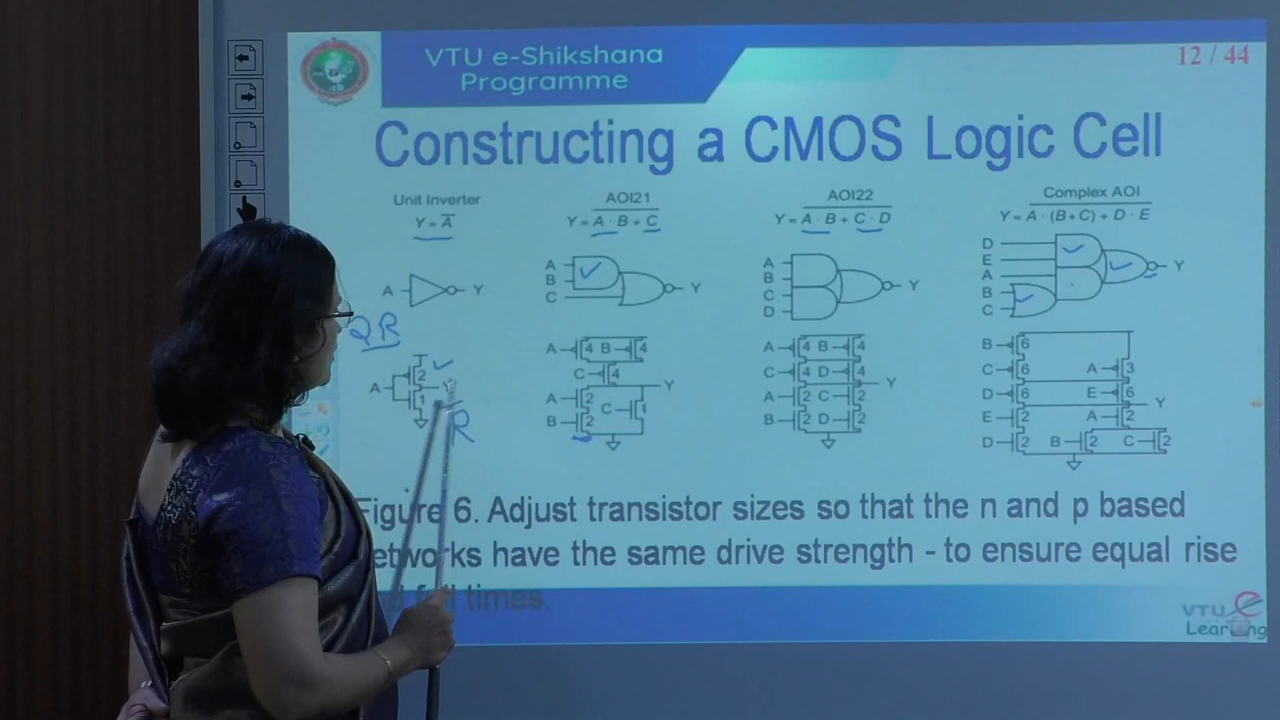 VTU e-Shikshana
Programme
12 / 44
Constructing a CMOS Logic Cell
Unit Inverter
Y = A̅
A
Y
2R
A
2
1
Y
R
AOI21
Y = A · B + C
A
B
C
Y
A 4 B 4
C 4
Y
A 2
C 1
B 2
AOI22
Y = A · B + C · D
A
B
C
D
Y
A 4 B 4
C 4 D 4
Y
A 2 C 2
B 2 D 2
Complex AOI
Y = A · (B+C) + D · E
D
E
A
B
C
Y
B 6
C 6 A 3
D 6 E 6
Y
E 2 A 2
D 2 B 2 C 2
Figure 6. Adjust transistor sizes so that the n and p based
etworks have the same drive strength - to ensure equal rise
times.
VTU e
Learning